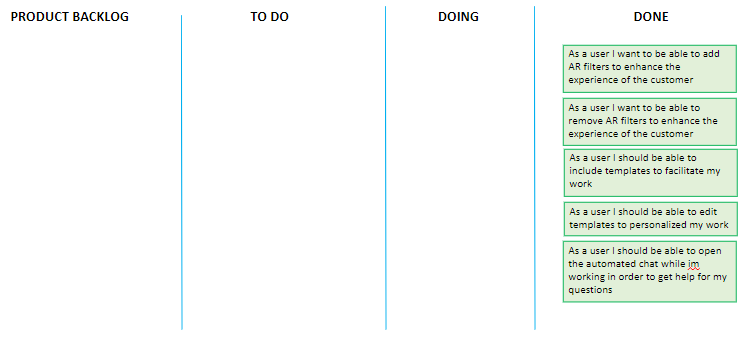 PRODUCT BACKLOG
TO DO
DOING
DONE
As a user I want to be able to add
AR filters to enhance the
experience of the customer
As a user I want to be able to
remove AR filters to enhance the
experience of the customer
As a user I should be able to
include templates to facilitate my
work
As a user I should be able to edit
templates to personalized my work
As a user I should be able to open
the automated chat while im
working in order to get help for my
questions